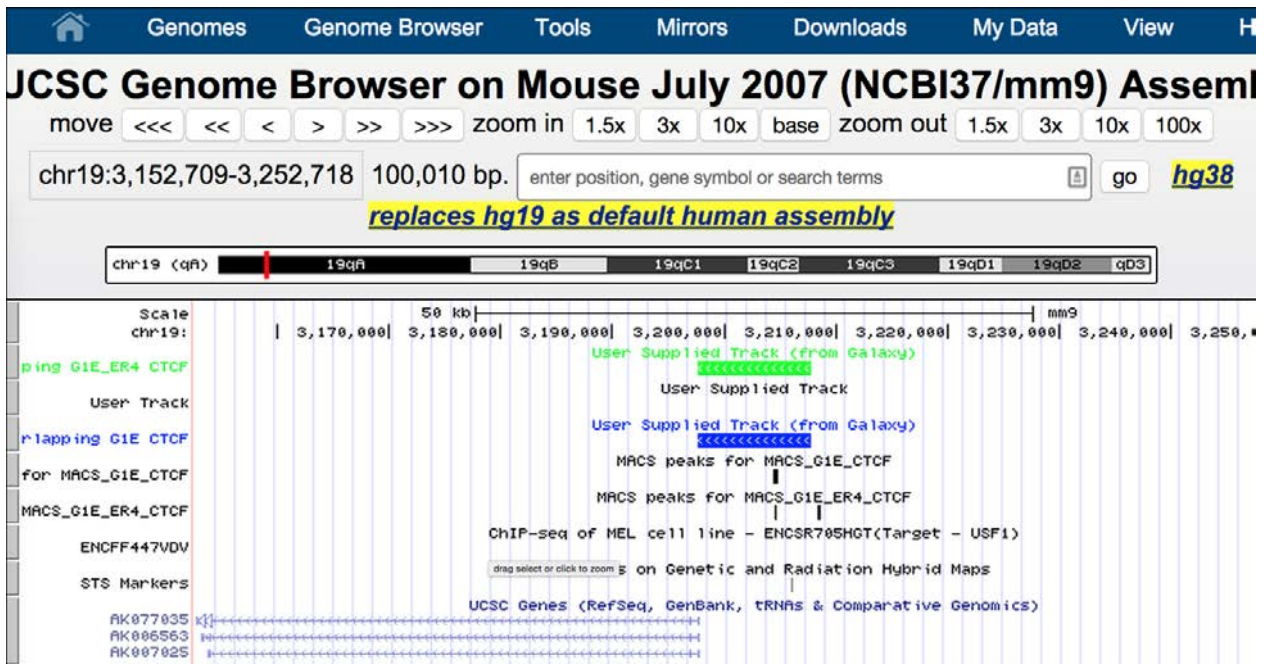 Genomes Genome Browser Tools Mirrors Downloads My Data View H
UCSC Genome Browser on Mouse July 2007 (NCBI37/mm9) Assem
move <<< << < > >> >>> zoom in 1.5x 3x 10x base zoom out 1.5x 3x 10x 100x
chr19:3,152,709-3,252,718 100,010 bp. enter position, gene symbol or search terms go hg38
replaces hg19 as default human assembly
chr19 (qA) 19qA 19qB 19qC1 19qC2 19qC3 19qD1 19qD2 qD3
Scale 50 kb mm9
chr19: | 3,170,000| 3,180,000| 3,190,000| 3,200,000| 3,210,000| 3,220,000| 3,230,000| 3,240,000| 3,250,
User Supplied Track (from Galaxy)
ping G1E_ER4 CTCF
User Supplied Track
User Track
User Supplied Track (from Galaxy)
rlapping G1E CTCF
MACS peaks for MACS_G1E_CTCF
for MACS_G1E_CTCF
MACS peaks for MACS_G1E_ER4_CTCF
MACS_G1E_ER4_CTCF
ChIP-seq of MEL cell line - ENCSR705HGT(Target - USF1)
ENCFF447VDV
drag select or click to zoom s on Genetic and Radiation Hybrid Maps
STS Markers
UCSC Genes (RefSeq, GenBank, tRNAs & Comparative Genomics)
AK077035
AK006563
AK007025